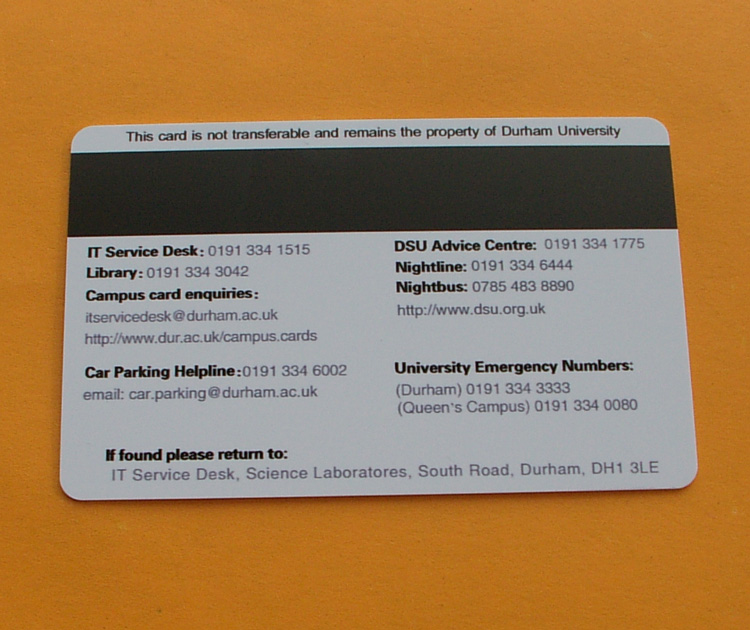 This card is not transferable and remains the property of Durham University
IT Service Desk: 0191 334 1515
Library: 0191 334 3042
Campus card enquiries:
itservicedesk@durham.ac.uk
http://www.dur.ac.uk/campus.cards
Car Parking Helpline:0191 334 6002
email: car.parking@durham.ac.uk
DSU Advice Centre: 0191 334 1775
Nightline: 0191 334 6444
Nightbus: 0785 483 8890
http://www.dsu.org.uk
University Emergency Numbers:
(Durham) 0191 334 3333
(Queen's Campus) 0191 334 0080
If found please return to:
IT Service Desk, Science Laboratores, South Road, Durham, DH1 3LE